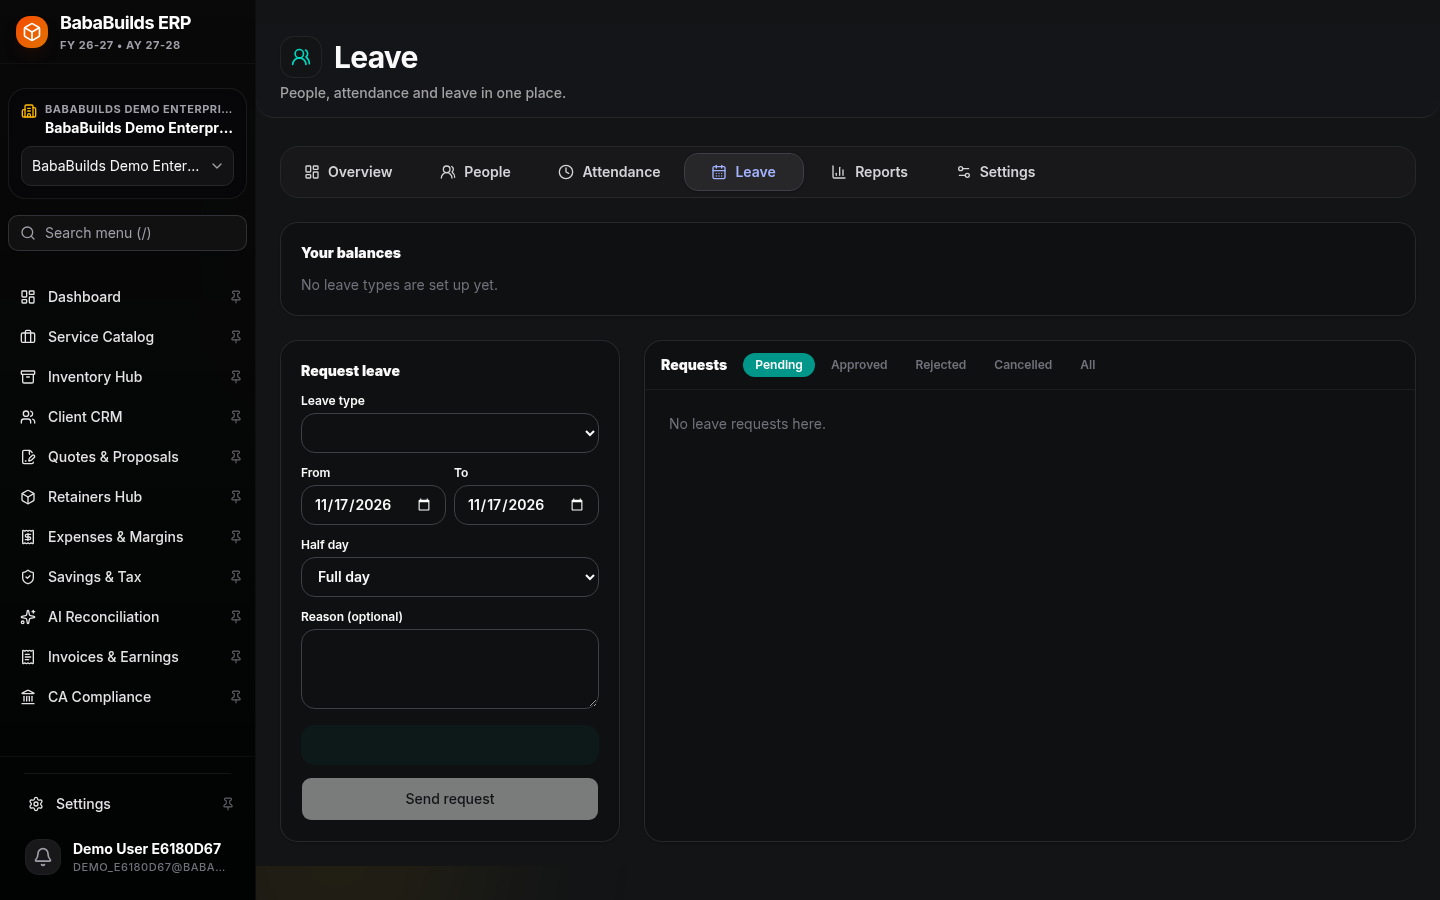 BabaBuilds ERP
FY 26-27 • AY 27-28
BABABUILDS DEMO ENTERPRI...
BabaBuilds Demo Enterpr...
BabaBuilds Demo Enter...
Search menu (/)
Dashboard
Service Catalog
Inventory Hub
Client CRM
Quotes & Proposals
Retainers Hub
Expenses & Margins
Savings & Tax
AI Reconciliation
Invoices & Earnings
CA Compliance
Settings
Demo User E6180D67
DEMO_E6180D67@BABA...
Leave
People, attendance and leave in one place.
Overview
People
Attendance
Leave
Reports
Settings
Your balances
No leave types are set up yet.
Request leave
Leave type
From
To
11/17/2026
11/17/2026
Half day
Full day
Reason (optional)
Send request
Requests
Pending
Approved
Rejected
Cancelled
All
No leave requests here.